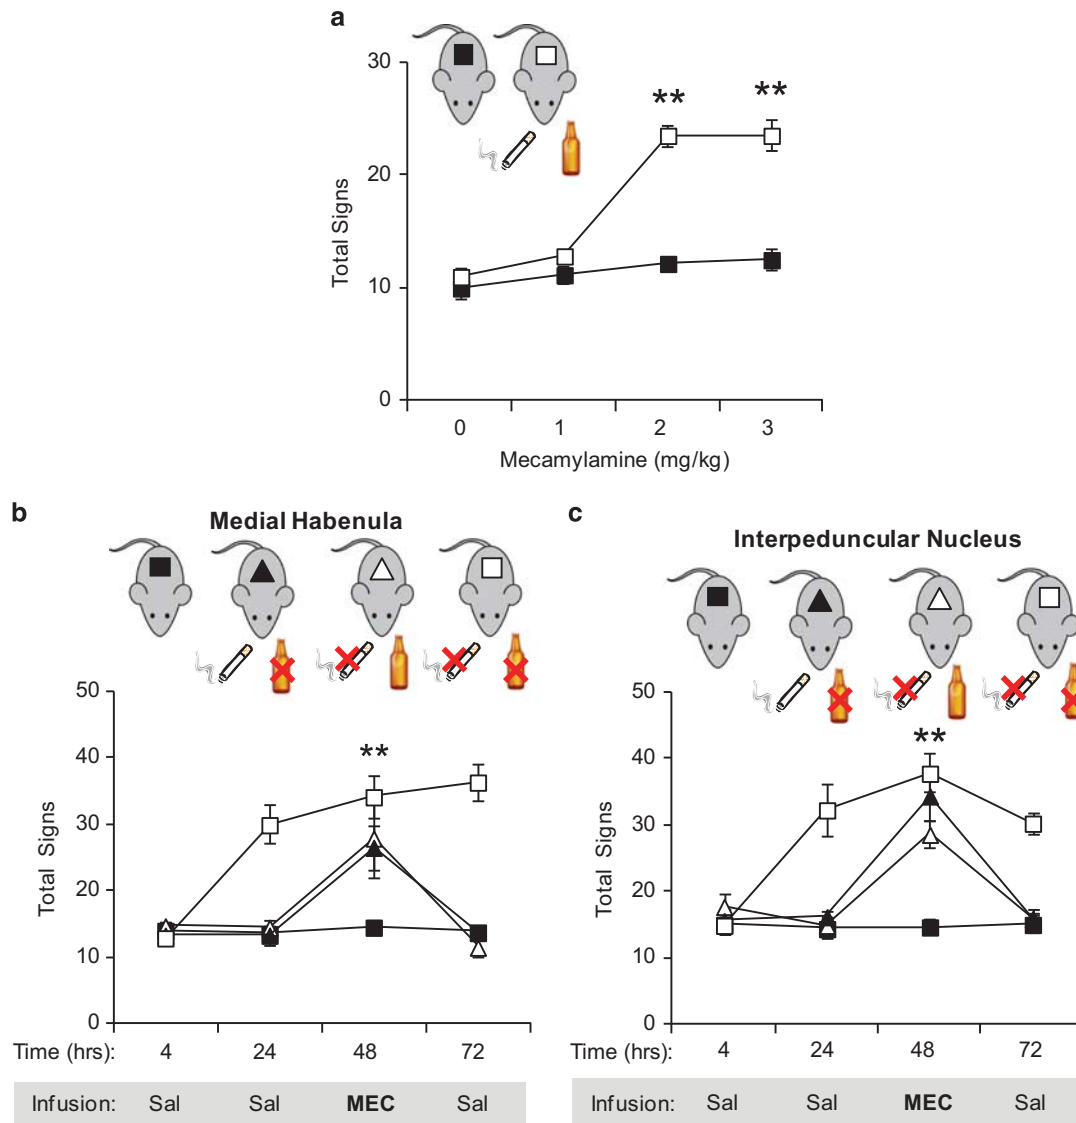 a
30
20
10
0
Total Signs
**
**
0 1 2 3
Mecamylamine (mg/kg)
b
Medial Habenula
50
40
30
20
10
0
Total Signs
**
Time (hrs): 4 24 48 72
Infusion: Sal Sal MEC Sal
c
Interpeduncular Nucleus
50
40
30
20
10
0
Total Signs
**
Time (hrs): 4 24 48 72
Infusion: Sal Sal MEC Sal